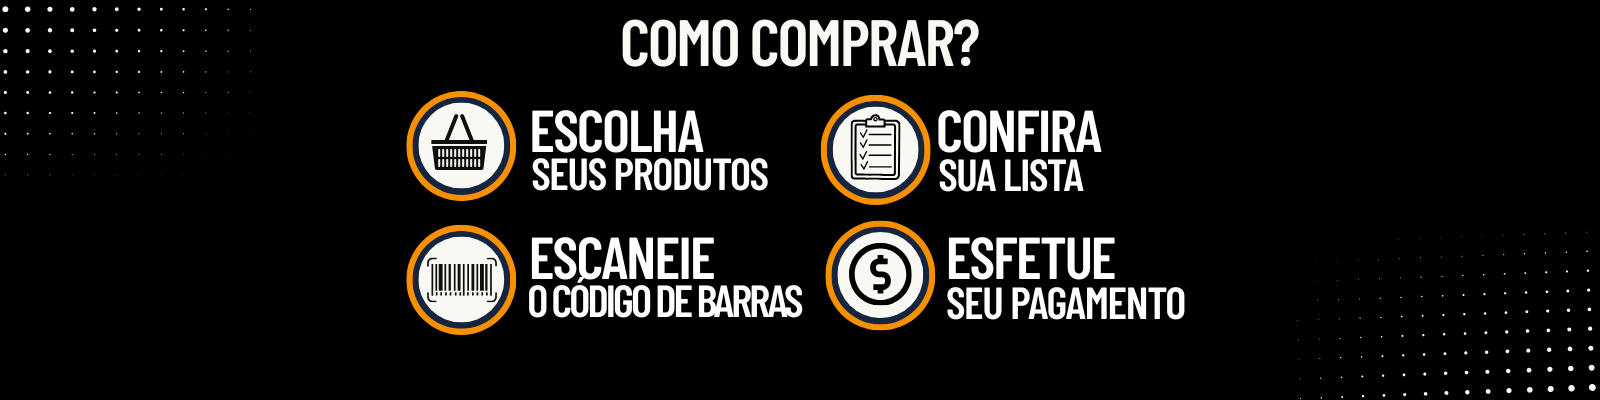 COMO COMPRAR?
ESCOLHA
SEUS PRODUTOS
CONFIRA
SUA LISTA
ESCANEIE
O CÓDIGO DE BARRAS
ESFETUE
SEU PAGAMENTO